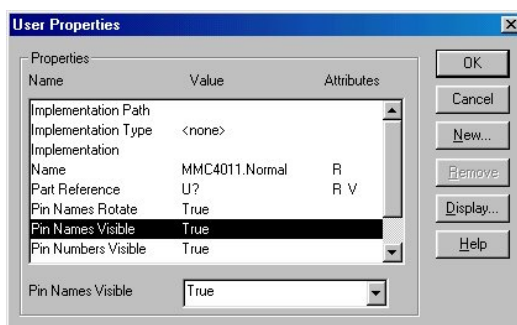 User Properties
Properties
Name Value Attributes
Implementation Path
Implementation Type <none>
Implementation
Name MMC4011.Normal R
Part Reference U? R V
Pin Names Rotate True
Pin Names Visible True
Pin Numbers Visible True
Pin Names Visible True
OK
Cancel
New...
Remove
Display...
Help